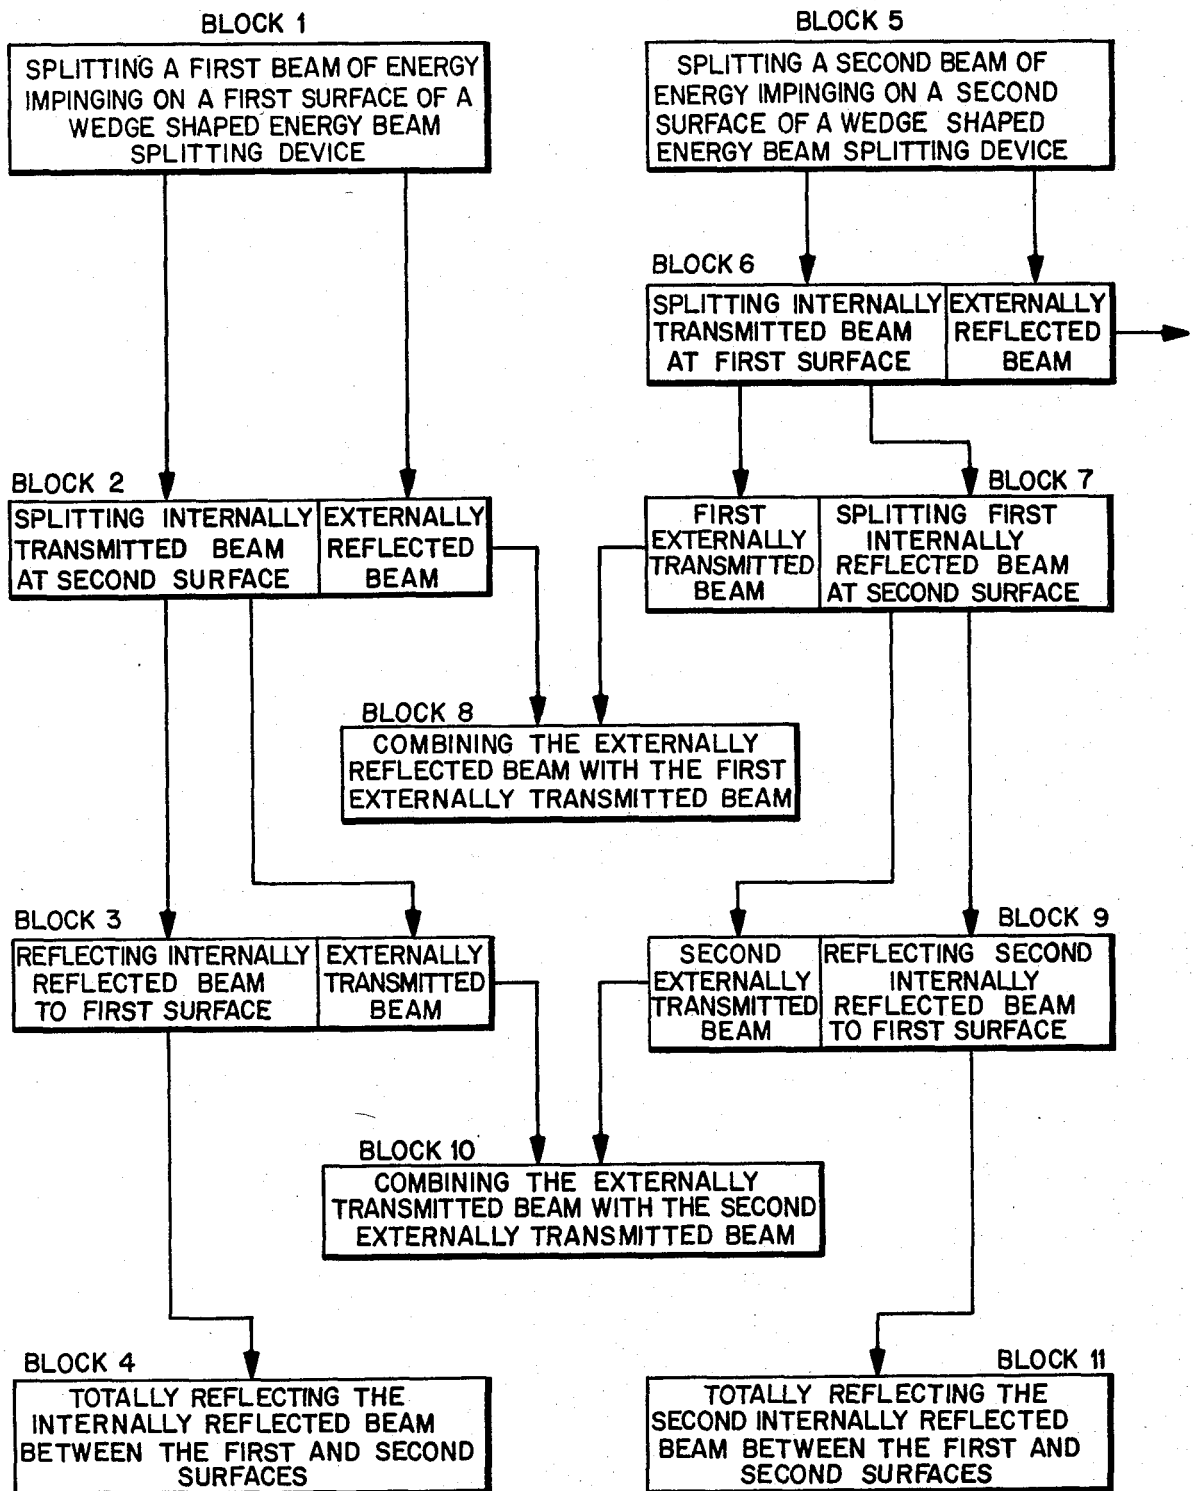 BLOCK 1
SPLITTING A FIRST BEAM OF ENERGY
IMPINGING ON A FIRST SURFACE OF A
WEDGE SHAPED ENERGY BEAM
SPLITTING DEVICE
BLOCK 5
SPLITTING A SECOND BEAM OF
ENERGY IMPINGING ON A SECOND
SURFACE OF A WEDGE SHAPED
ENERGY BEAM SPLITTING DEVICE
BLOCK 6
SPLITTING INTERNALLY
TRANSMITTED BEAM
AT FIRST SURFACE
EXTERNALLY
REFLECTED
BEAM
BLOCK 2
SPLITTING INTERNALLY
TRANSMITTED BEAM
AT SECOND SURFACE
EXTERNALLY
REFLECTED
BEAM
BLOCK 7
FIRST
EXTERNALLY
TRANSMITTED
BEAM
SPLITTING FIRST
INTERNALLY
REFLECTED BEAM
AT SECOND SURFACE
BLOCK 8
COMBINING THE EXTERNALLY
REFLECTED BEAM WITH THE FIRST
EXTERNALLY TRANSMITTED BEAM
BLOCK 3
REFLECTING INTERNALLY
REFLECTED BEAM
TO FIRST SURFACE
EXTERNALLY
TRANSMITTED
BEAM
BLOCK 9
SECOND
EXTERNALLY
TRANSMITTED
BEAM
REFLECTING SECOND
INTERNALLY
REFLECTED BEAM
TO FIRST SURFACE
BLOCK 10
COMBINING THE EXTERNALLY
TRANSMITTED BEAM WITH THE SECOND
EXTERNALLY TRANSMITTED BEAM
BLOCK 4
TOTALLY REFLECTING THE
INTERNALLY REFLECTED BEAM
BETWEEN THE FIRST AND SECOND
SURFACES
BLOCK 11
TOTALLY REFLECTING THE
SECOND INTERNALLY REFLECTED
BEAM BETWEEN THE FIRST AND
SECOND SURFACES